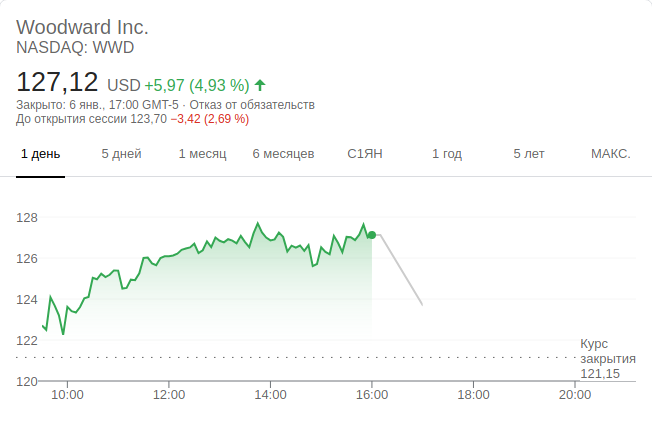 Woodward Inc.
NASDAQ: WWD
127,12 USD +5,97 (4,93 %)
Закрыто: 6 янв., 17:00 GMT-5 · Отказ от обязательств
До открытия сессии 123,70 −3,42 (2,69 %)
1 день 5 дней 1 месяц 6 месяцев С1ЯН 1 год 5 лет МАКС.
128
126
124
122
Курс
закрытия
121,15
120
10:00 12:00 14:00 16:00 18:00 20:00